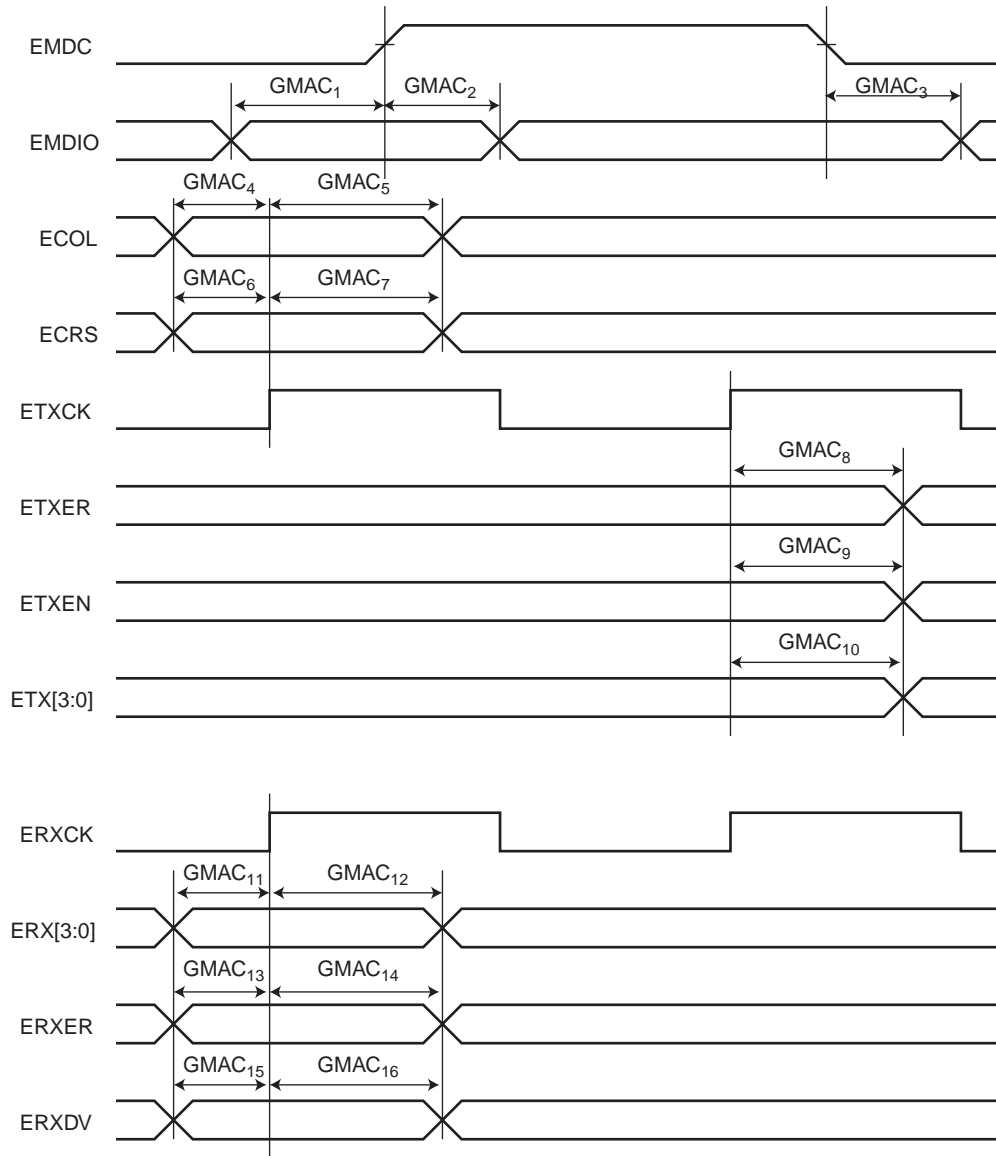 EMDC
GMAC1 GMAC2 GMAC3
EMDIO
GMAC4 GMAC5
ECOL
GMAC6 GMAC7
ECRS
ETXCK
GMAC8
ETXER
GMAC9
ETXEN
GMAC10
ETX[3:0]
ERXCK
GMAC11 GMAC12
ERX[3:0]
GMAC13 GMAC14
ERXER
GMAC15 GMAC16
ERXDV